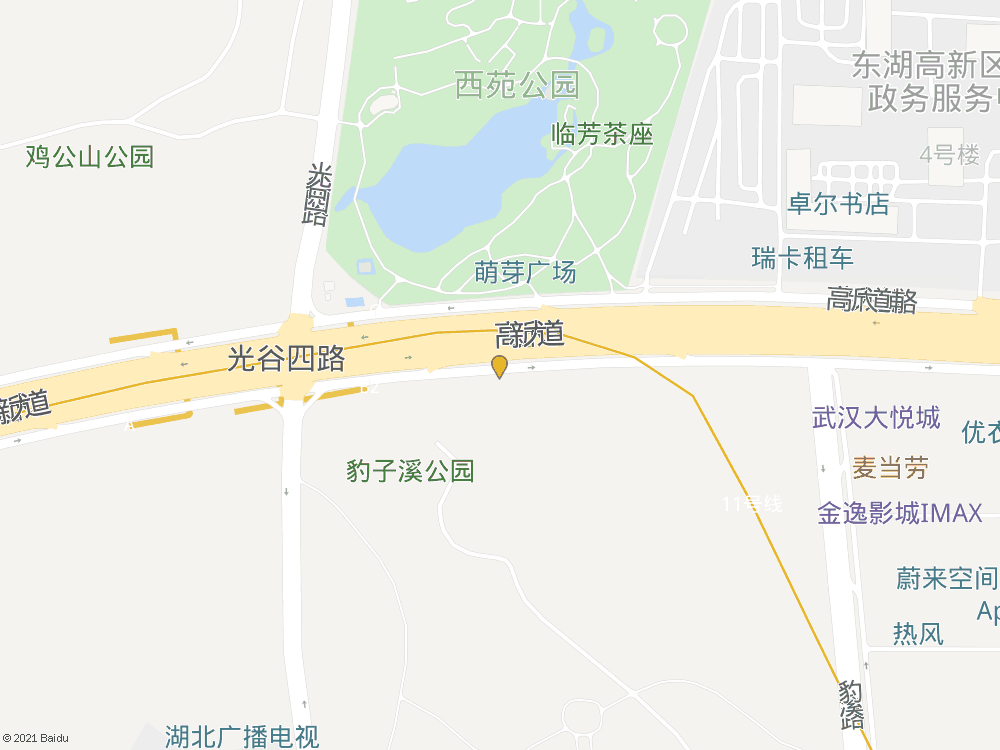 西苑公园
东湖高新区
政务服务中
临芳茶座
鸡公山公园
4号楼
光谷四路
卓尔书店
瑞卡租车
萌芽广场
高新大道
光谷四路
高新大道
武汉大悦城
优衣
豹子溪公园
麦当劳
11号线
金逸影城IMAX
蔚来空间
Ap
热风
豹溪路
湖北广播电视
© 2021 Baidu